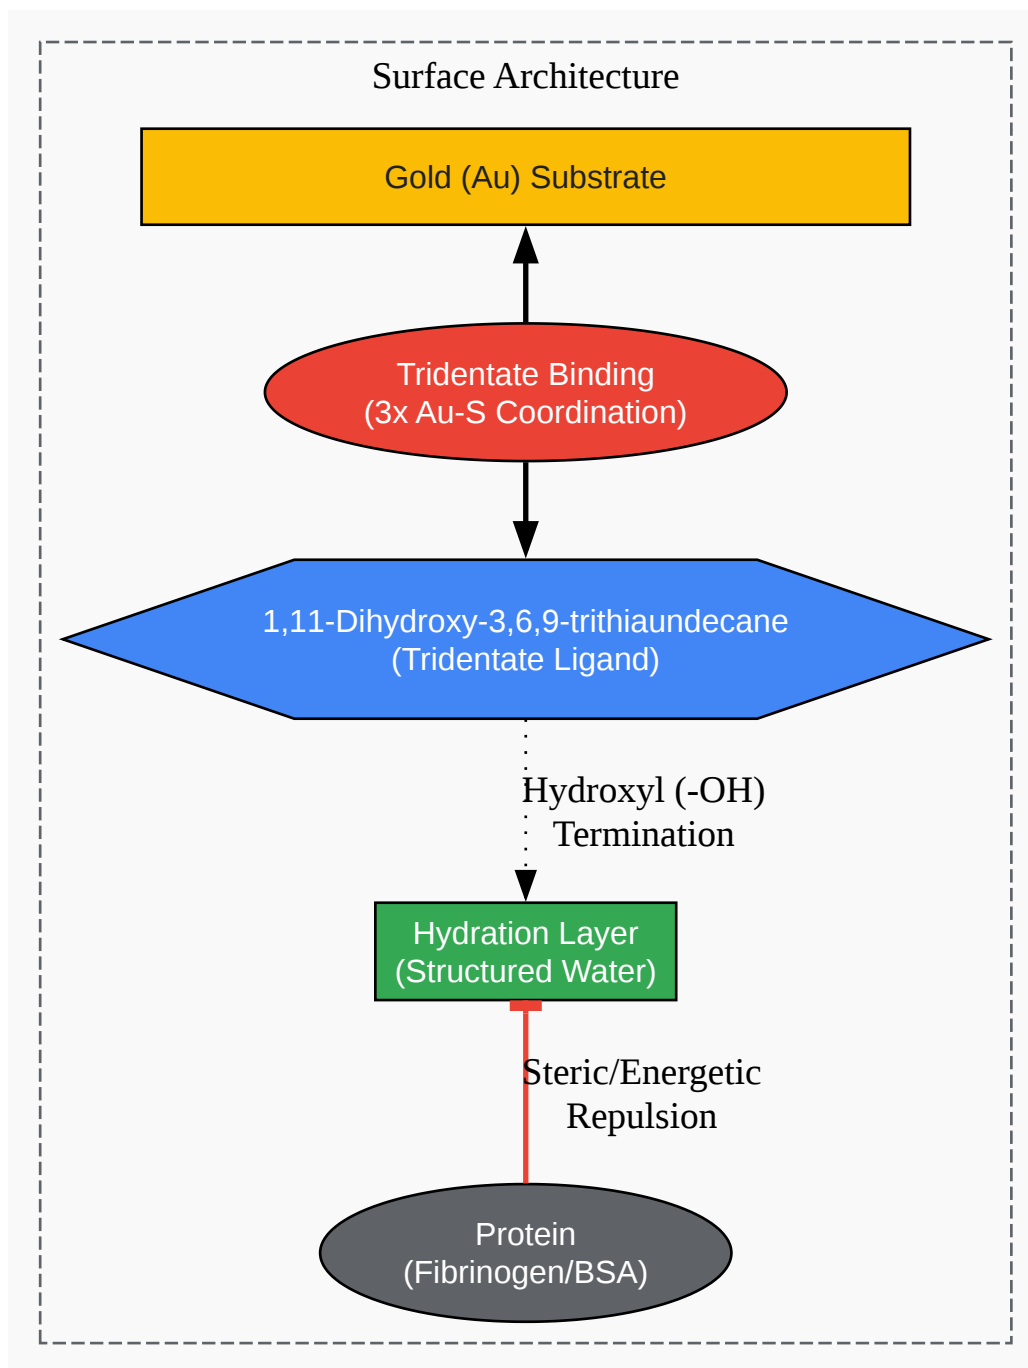 Surface Architecture
Gold (Au) Substrate
Tridentate Binding
(3x Au-S Coordination)
1,11-Dihydroxy-3,6,9-trithiaundecane
(Tridentate Ligand)
Hydroxyl (-OH)
Termination
Hydration Layer
(Structured Water)
Steric/Energetic
Repulsion
Protein
(Fibrinogen/BSA)